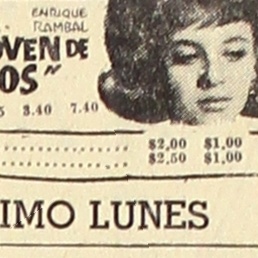 ENRIQUE
RAMBAL
OVEN DE
OS"
5 3.40 7.40
$2,00 $1,00
$2,50 $1,00
IMO LUNES